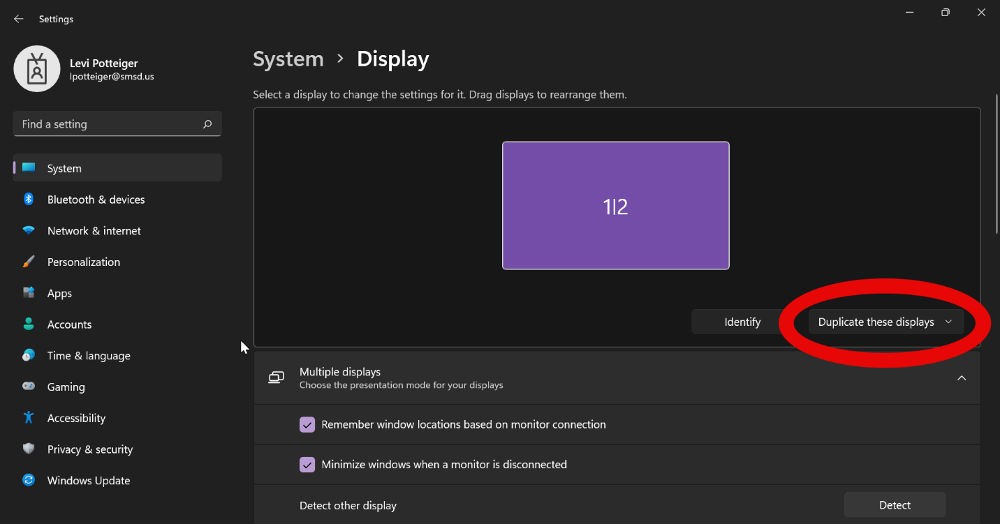 Settings
Levi Potteiger
lpotteiger@smsd.us
Find a setting
System
Bluetooth & devices
Network & internet
Personalization
Apps
Accounts
Time & language
Gaming
Accessibility
Privacy & security
Windows Update
System > Display
Select a display to change the settings for it. Drag displays to rearrange them.
1|2
Identify
Duplicate these displays
Multiple displays
Choose the presentation mode for your displays
Remember window locations based on monitor connection
Minimize windows when a monitor is disconnected
Detect other display
Detect